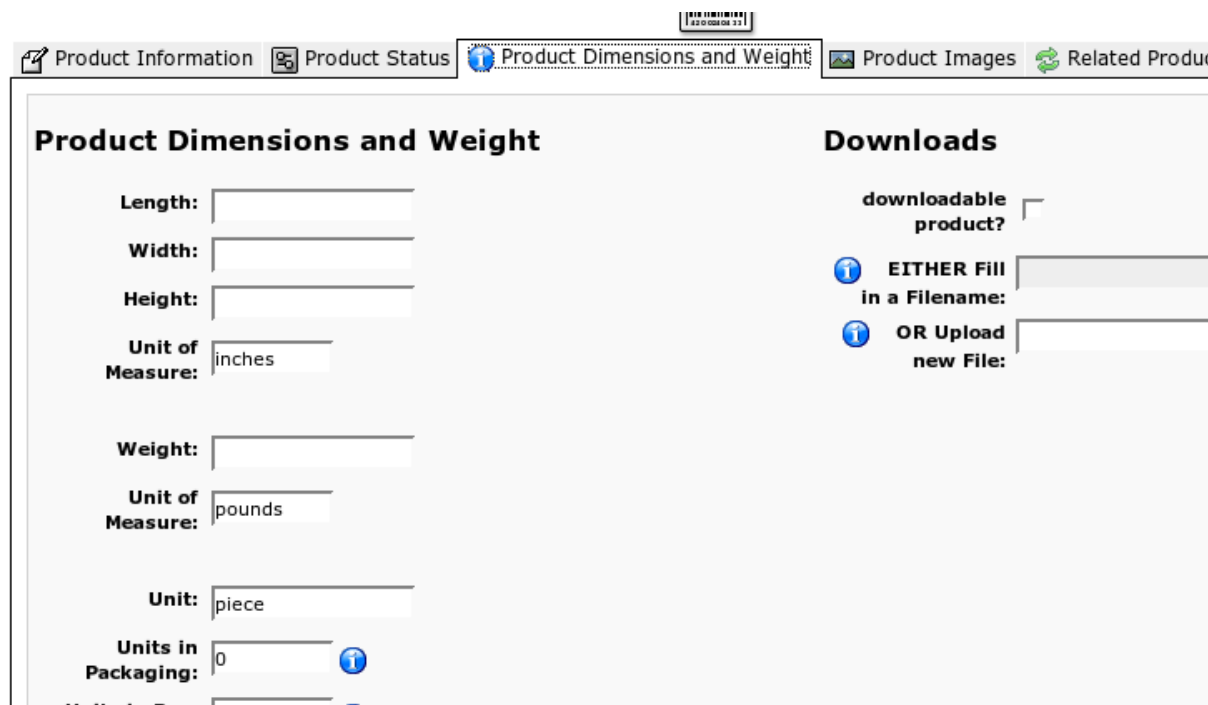 Product Information Product Status Product Dimensions and Weight Product Images Related Produc
Product Dimensions and Weight
Length:
Width:
Height:
Unit of
Measure: inches
Weight:
Unit of
Measure: pounds
Unit: piece
Units in
Packaging: 0
Downloads
downloadable
product?
EITHER Fill
in a Filename:
OR Upload
new File: